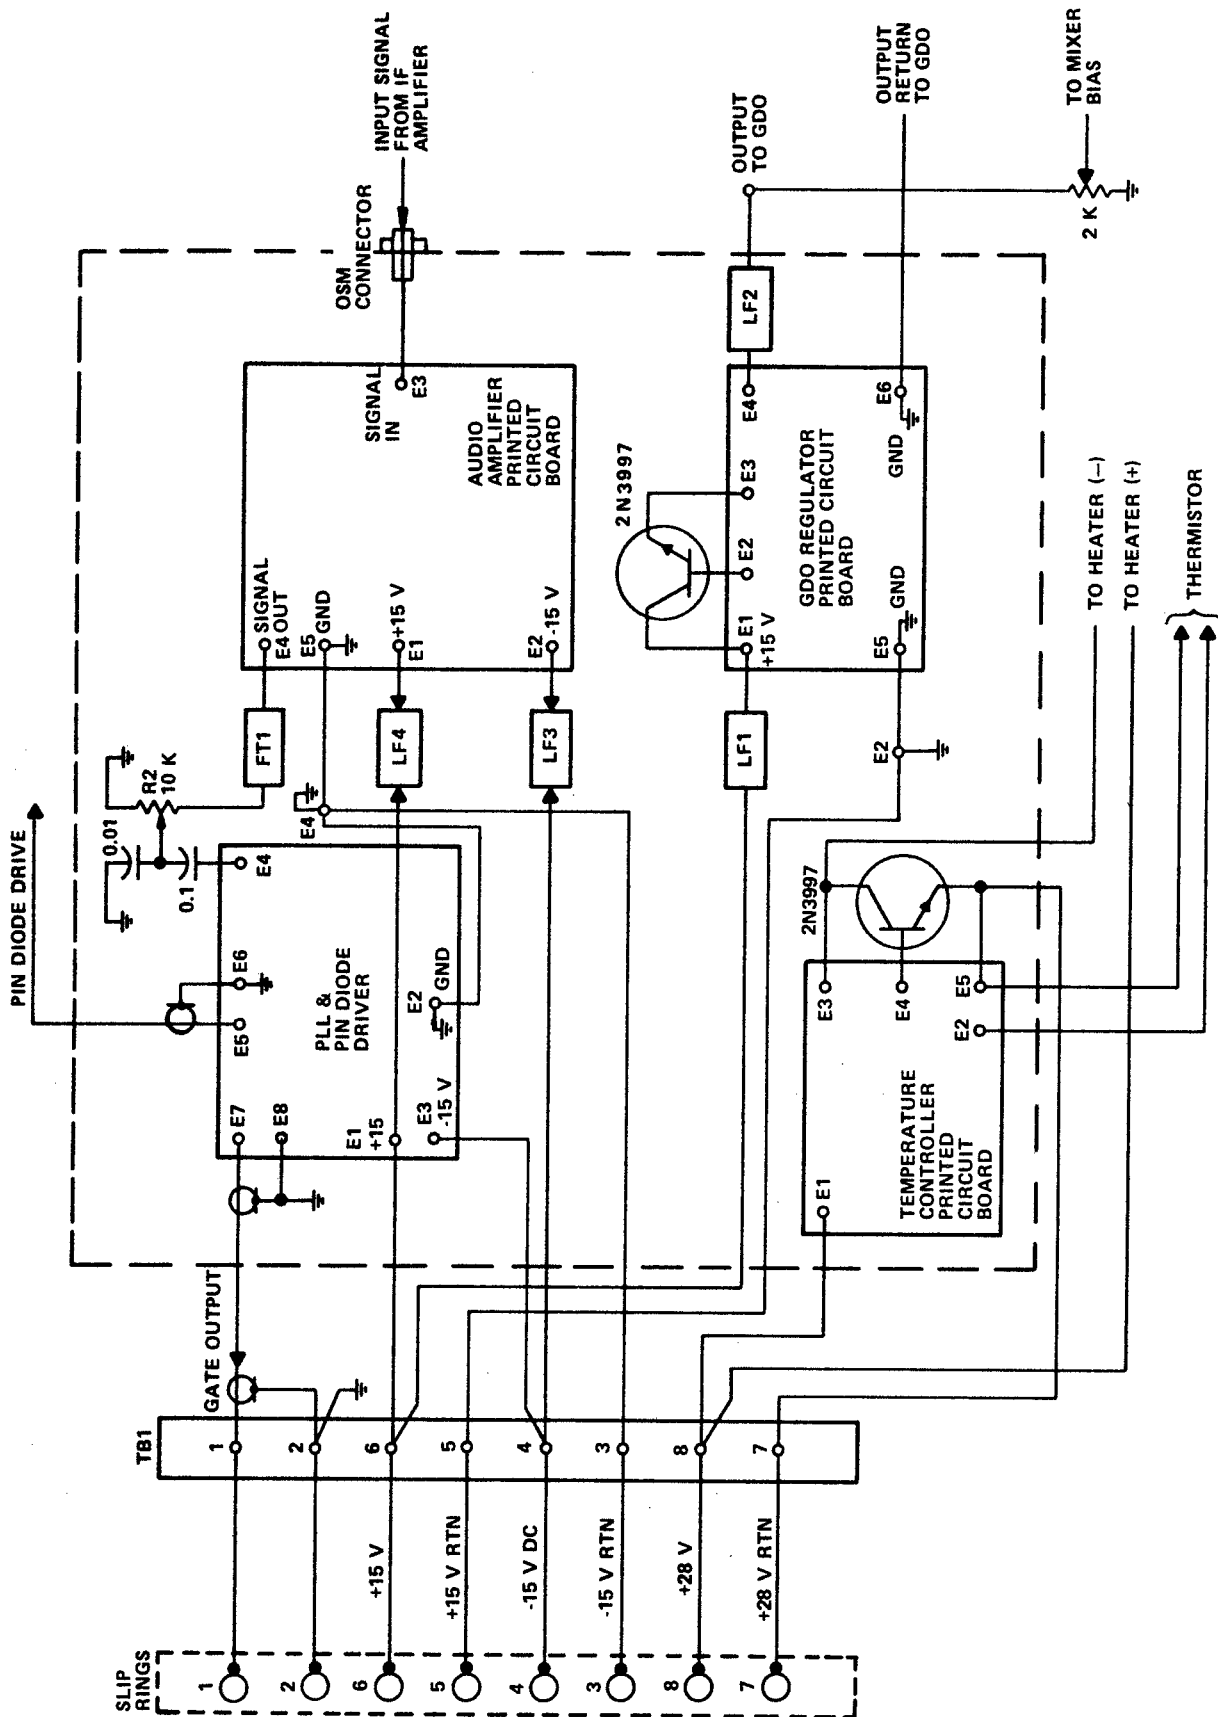 SLIP
RINGS
1
2
6
5
4
3
8
7
+15 V
+15 V RTN
-15 V DC
-15 V RTN
+28 V
+28 V RTN
TB1
1
2
6
5
4
3
8
7
GATE OUTPUT
PIN DIODE DRIVE
E7
E8
E5
E6
E4
PLL &
PIN DIODE
DRIVER
E1
+15
E3
-15 V
E2
GND
0.01
0.1
R2
10 K
E4
FT1
LF4
LF3
SIGNAL
OUT
E4
E5
GND
+15 V
E1
E2
-15 V
SIGNAL
IN
E3
AUDIO
AMPLIFIER
PRINTED
CIRCUIT
BOARD
OSM
CONNECTOR
INPUT SIGNAL
FROM IF
AMPLIFIER
LF1
E2
2N3997
E1
+15 V
E2
E3
E4
GDO REGULATOR
PRINTED CIRCUIT
BOARD
E5
GND
GND
E6
LF2
OUTPUT
TO GDO
OUTPUT
RETURN
TO GDO
2 K
TO MIXER
BIAS
E1
TEMPERATURE
CONTROLLER
PRINTED
CIRCUIT
BOARD
E3
E4
E2
E5
2N3997
TO HEATER (–)
TO HEATER (+)
THERMISTOR